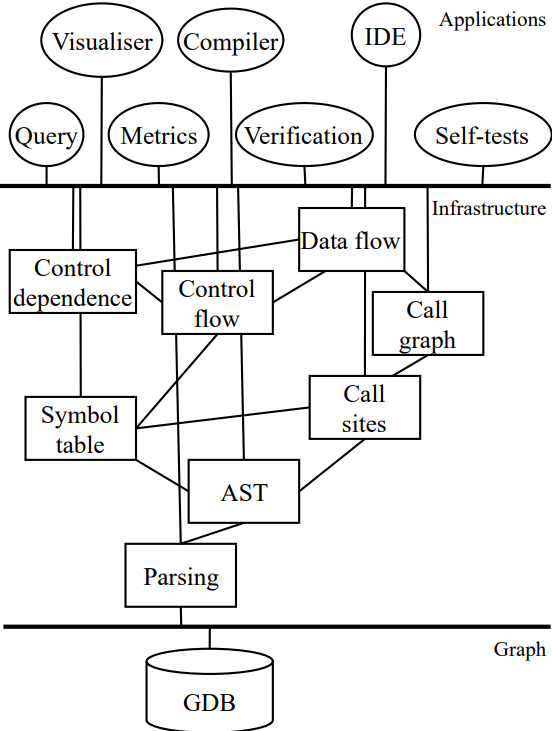 Applications
Visualiser
Compiler
IDE
Query
Metrics
Verification
Self-tests
Infrastructure
Data flow
Control
dependence
Control
flow
Call
graph
Symbol
table
Call
sites
AST
Parsing
Graph
GDB